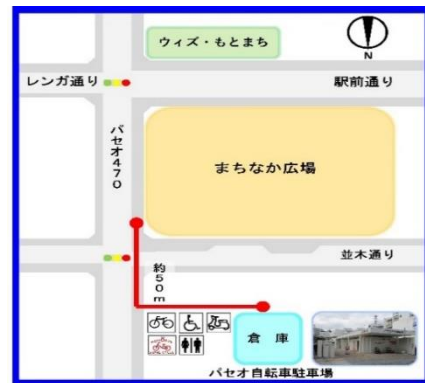 ウィズ・もとまち
N
レンガ通り
駅前通り
パセオ470
まちなか広場
並木通り
約50m
倉庫
パセオ自転車駐車場